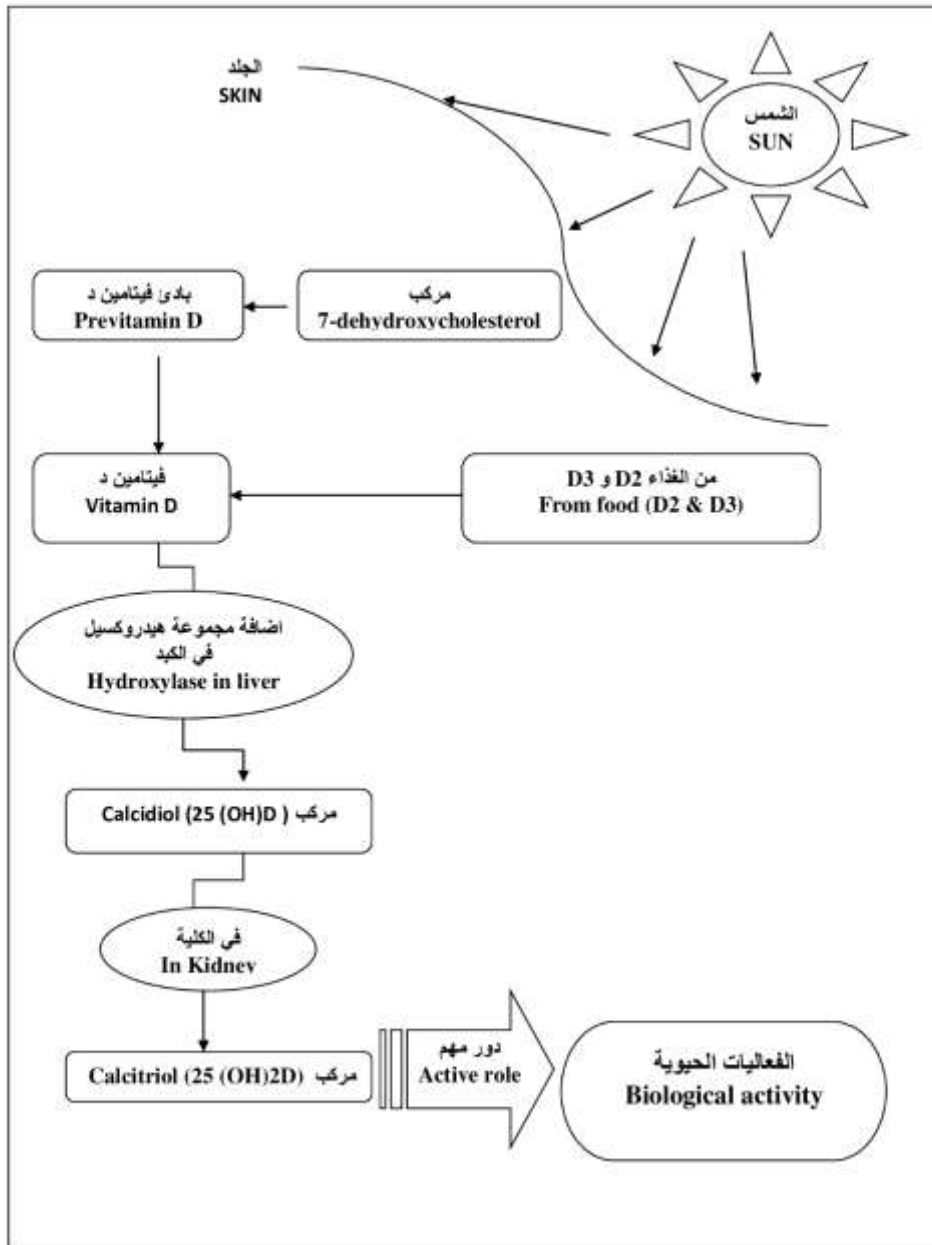 الجلد
SKIN
الشمس
SUN
بادئ فيتامين د
Previtamin D
مركب
7-dehydroxycholesterol
فيتامين د
Vitamin D
من الغذاء D2 و D3
From food (D2 & D3)
اضافة مجموعة هيدروكسيل
في الكبد
Hydroxylase in liver
مركب Calcidiol (25 (OH)D )
في الكلية
In Kidney
مركب Calcitriol (25 (OH)2D)
دور مهم
Active role
الفعاليات الحيوية
Biological activity